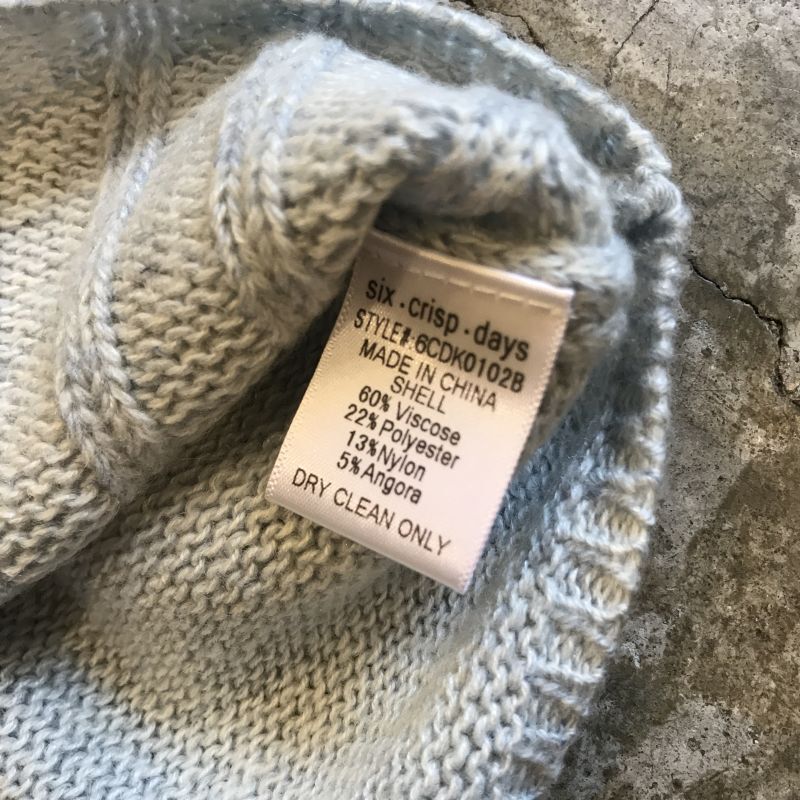 six.crisp.days
STYLE#:6CDK0102B
MADE IN CHINA
SHELL
60% Viscose
22% Polyester
13%Nylon
5% Angora
DRY CLEAN ONLY